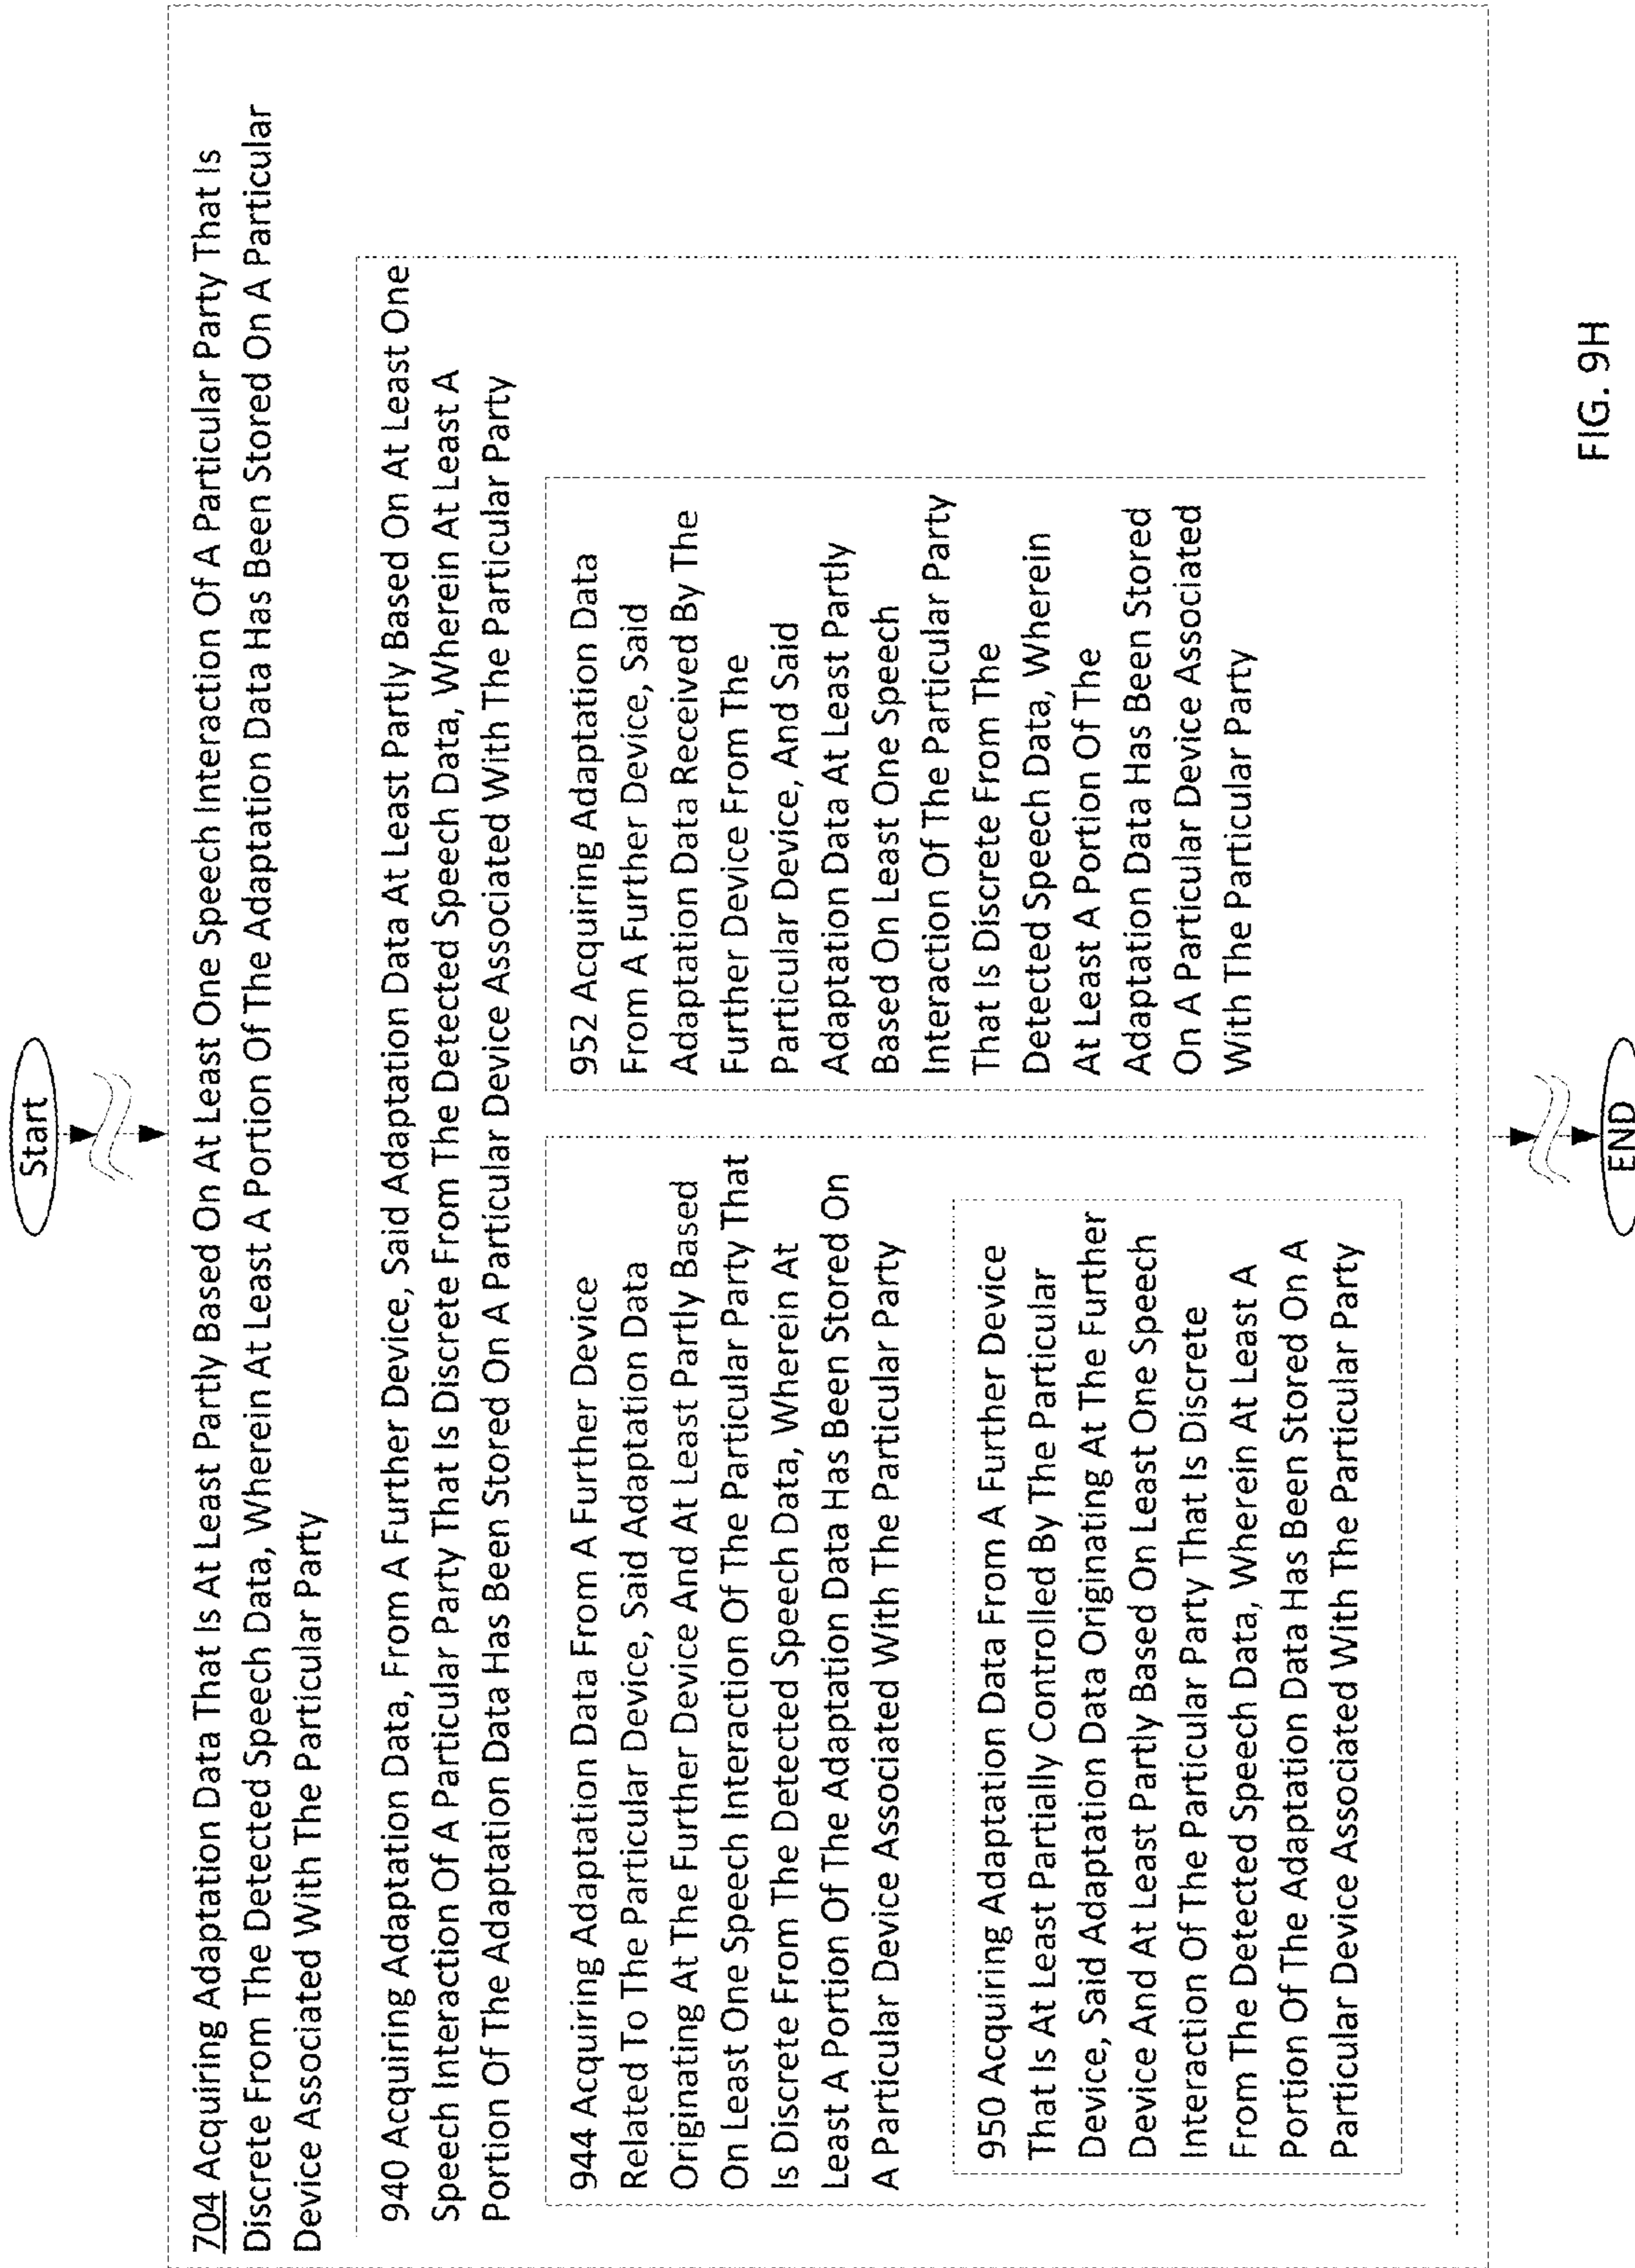 Start
704 Acquiring Adaptation Data That Is At Least Partly Based On At Least One Speech Interaction Of A Particular Party That Is
Discrete From The Detected Speech Data, Wherein At Least A Portion Of The Adaptation Data Has Been Stored On A Particular
Device Associated With The Particular Party
940 Acquiring Adaptation Data, From A Further Device, Said Adaptation Data At Least Partly Based On At Least One
Speech Interaction Of A Particular Party That Is Discrete From The Detected Speech Data, Wherein At Least A
Portion Of The Adaptation Data Has Been Stored On A Particular Device Associated With The Particular Party
944 Acquiring Adaptation Data From A Further Device
Related To The Particular Device, Said Adaptation Data
Originating At The Further Device And At Least Partly Based
On Least One Speech Interaction Of The Particular Party That
Is Discrete From The Detected Speech Data, Wherein At
Least A Portion Of The Adaptation Data Has Been Stored On
A Particular Device Associated With The Particular Party
950 Acquiring Adaptation Data From A Further Device
That Is At Least Partially Controlled By The Particular
Device, Said Adaptation Data Originating At The Further
Device And At Least Partly Based On Least One Speech
Interaction Of The Particular Party That Is Discrete
From The Detected Speech Data, Wherein At Least A
Portion Of The Adaptation Data Has Been Stored On A
Particular Device Associated With The Particular Party
952 Acquiring Adaptation Data
From A Further Device, Said
Adaptation Data Received By The
Further Device From The
Particular Device, And Said
Adaptation Data At Least Partly
Based On Least One Speech
Interaction Of The Particular Party
That Is Discrete From The
Detected Speech Data, Wherein
At Least A Portion Of The
Adaptation Data Has Been Stored
On A Particular Device Associated
With The Particular Party
END
FIG. 9H